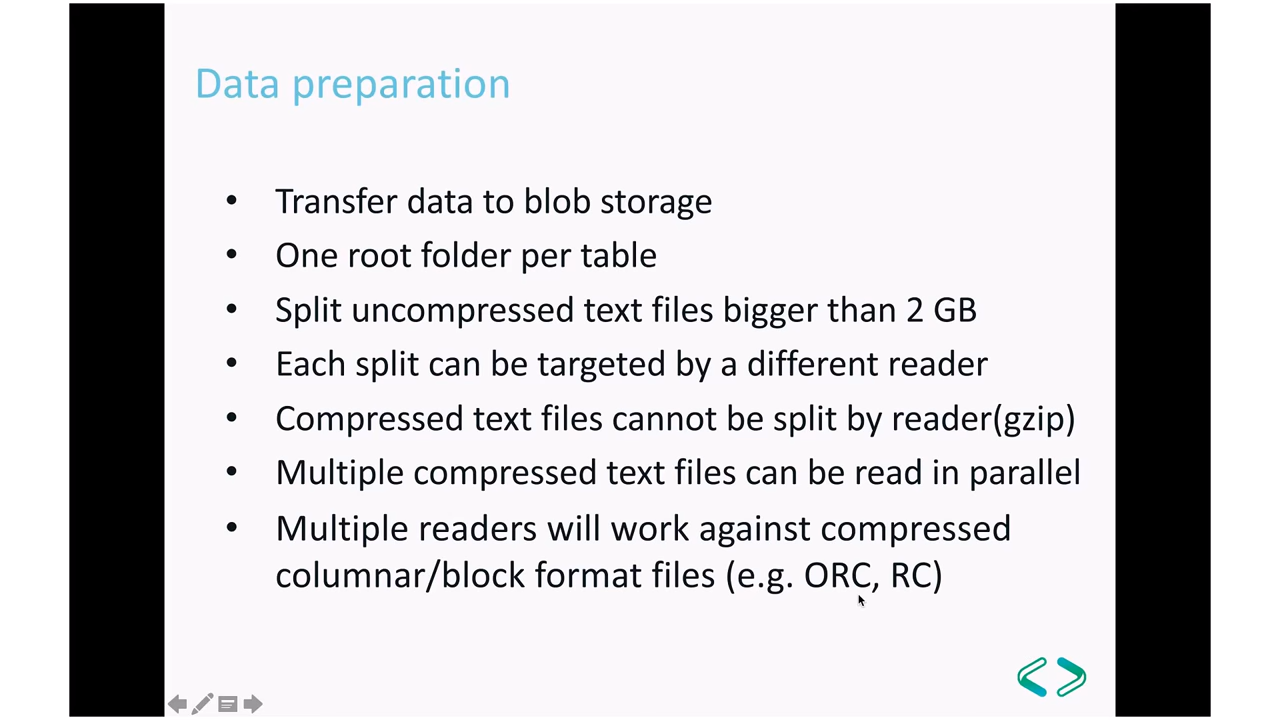 Data preparation
• Transfer data to blob storage
• One root folder per table
• Split uncompressed text files bigger than 2 GB
• Each split can be targeted by a different reader
• Compressed text files cannot be split by reader(gzip)
• Multiple compressed text files can be read in parallel
• Multiple readers will work against compressed
columnar/block format files (e.g. ORC, RC)